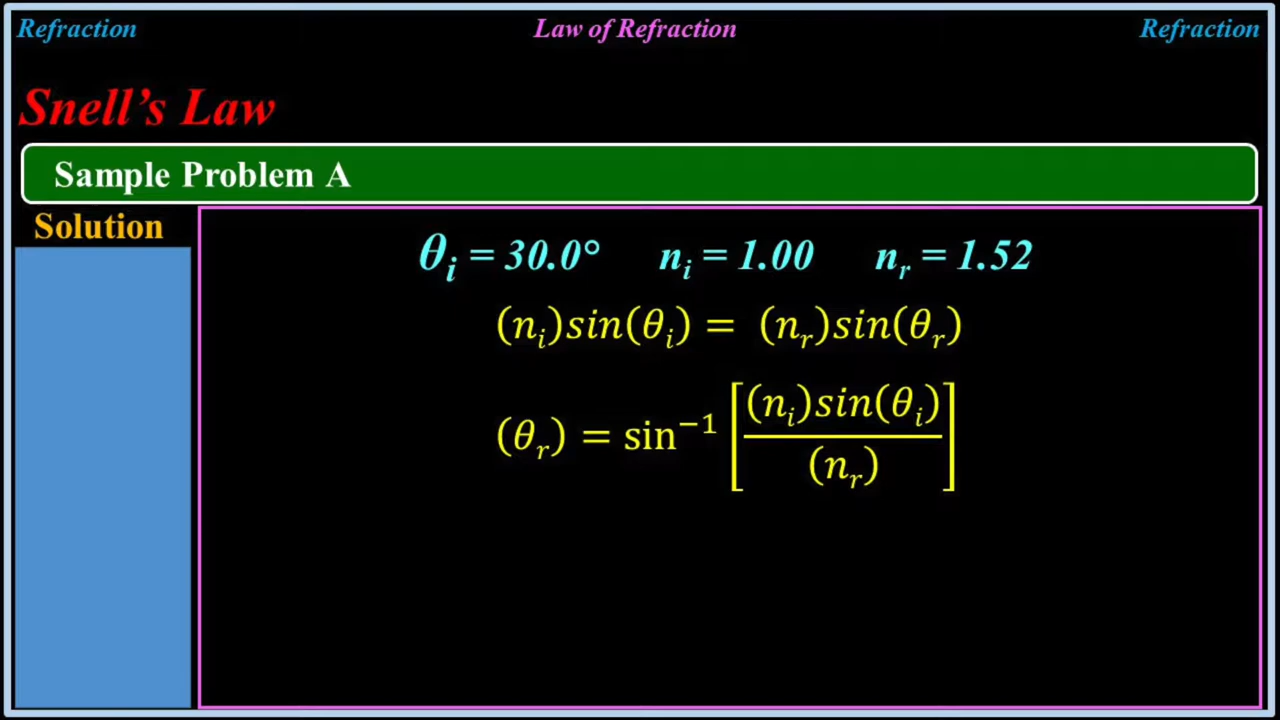 Refraction Law of Refraction Refraction
Snell’s Law
Sample Problem A
Solution
θᵢ = 30.0° nᵢ = 1.00 nᵣ = 1.52
(nᵢ)sin(θᵢ) = (nᵣ)sin(θᵣ)
(θᵣ) = sin⁻¹ [(nᵢ)sin(θᵢ) / (nᵣ)]